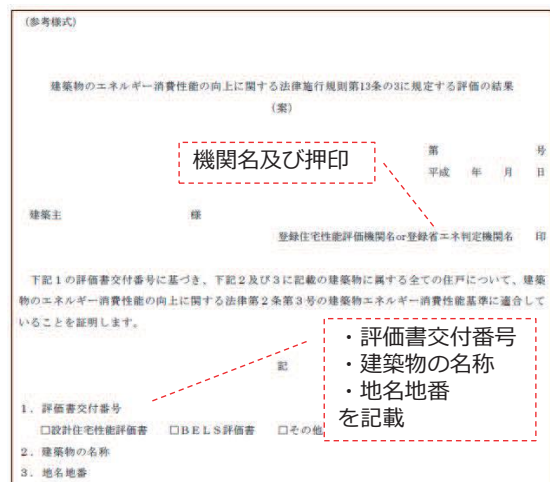 (参考様式)
建築物のエネルギー消費性能の向上に関する法律施行規則第13条の3に規定する評価の結果
(案)
機関名及び押印
第 号
平成 年 月 日
建築主 様
登録住宅性能評価機関名or登録省エネ判定機関名 印
下記1の評価書交付番号に基づき、下記2及び3に記載の建築物に属する全ての住戸について、建築
物のエネルギー消費性能の向上に関する法律第2条第3号の建築物エネルギー消費性能基準に適合して
いることを証明します。
・評価書交付番号
・建築物の名称
・地名地番
を記載
記
1.評価書交付番号
□設計住宅性能評価書 □BELS評価書 □その他
2.建築物の名称
3.地名地番